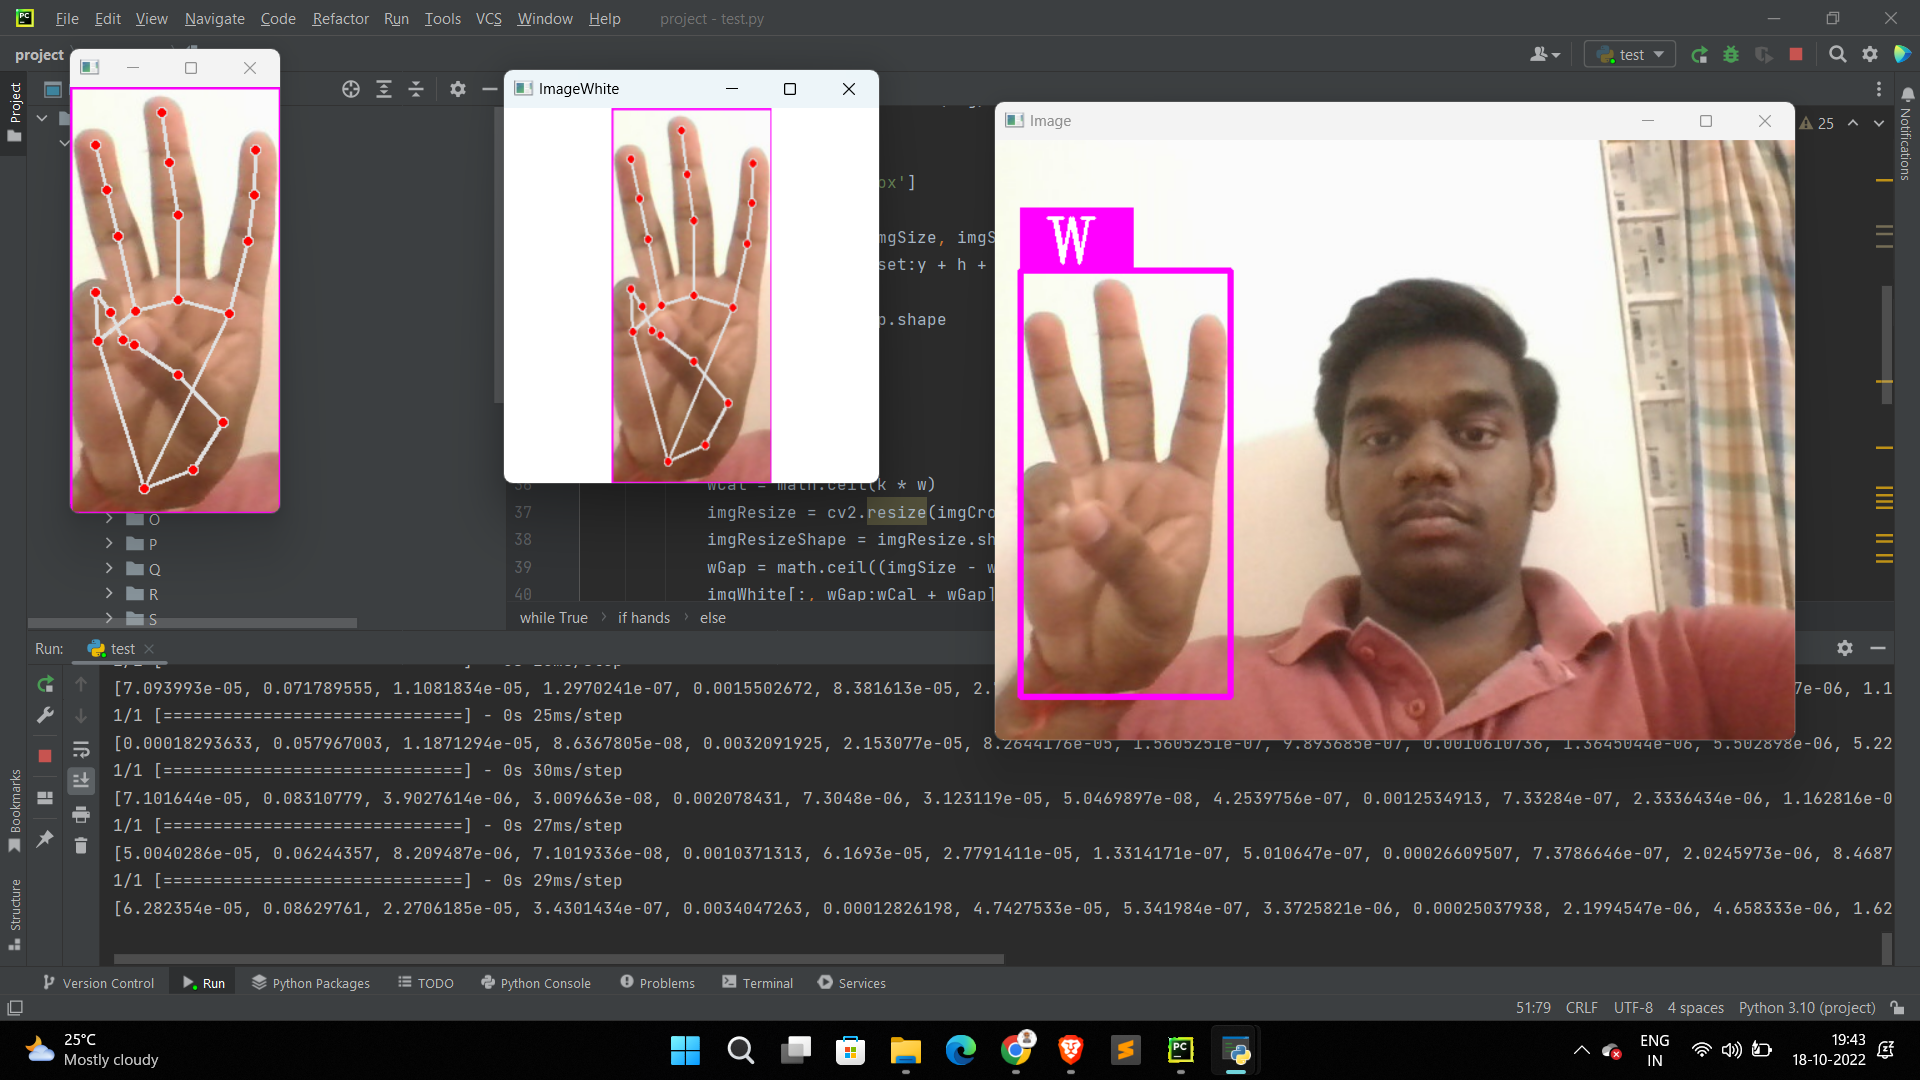 File Edit View Navigate Code Refactor Run Tools VCS Window Help project - test.py
project
test
Project
ImageWhite
Image
25
Notifications
ox']
mgSize, imgS
set:y + h +
p.shape
wCal = math.ceil(k * w)
37 imgResize = cv2.resize(imgCro
38 imgResizeShape = imgResize.sh
39 wGap = math.ceil((imgSize - w
40 imgWhite[:, wGap:wCal + wGap]
W
O
P
Q
R
S
while True if hands else
Run: test
[7.093993e-05, 0.071789555, 1.1081834e-05, 1.2970241e-07, 0.0015502672, 8.381613e-05, 2. 7e-06, 1.1
1/1 [==============================] - 0s 25ms/step
[0.00018293633, 0.057967003, 1.1871294e-05, 8.6367805e-08, 0.0032091925, 2.153077e-05, 8.2644176e-05, 1.5605251e-07, 9.893685e-07, 0.0010610736, 1.3645044e-06, 5.502898e-06, 5.22
1/1 [==============================] - 0s 30ms/step
[7.101644e-05, 0.08310779, 3.9027614e-06, 3.009663e-08, 0.002078431, 7.3048e-06, 3.123119e-05, 5.0469897e-08, 4.2539756e-07, 0.0012534913, 7.33284e-07, 2.3336434e-06, 1.162816e-0
1/1 [==============================] - 0s 27ms/step
[5.0040286e-05, 0.06244357, 8.209487e-06, 7.1019336e-08, 0.0010371313, 6.1693e-05, 2.7791411e-05, 1.3314171e-07, 5.010647e-07, 0.00026609507, 7.3786646e-07, 2.0245973e-06, 8.4687
1/1 [==============================] - 0s 29ms/step
[6.282354e-05, 0.08629761, 2.2706185e-05, 3.4301434e-07, 0.0034047263, 0.00012826198, 4.7427533e-05, 5.341984e-07, 3.3725821e-06, 0.00025037938, 2.1994547e-06, 4.658333e-06, 1.62
Bookmarks
Structure
Version Control Run Python Packages TODO Python Console Problems Terminal Services
51:79 CRLF UTF-8 4 spaces Python 3.10 (project)
25°C
Mostly cloudy
ENG
IN
19:43
18-10-2022